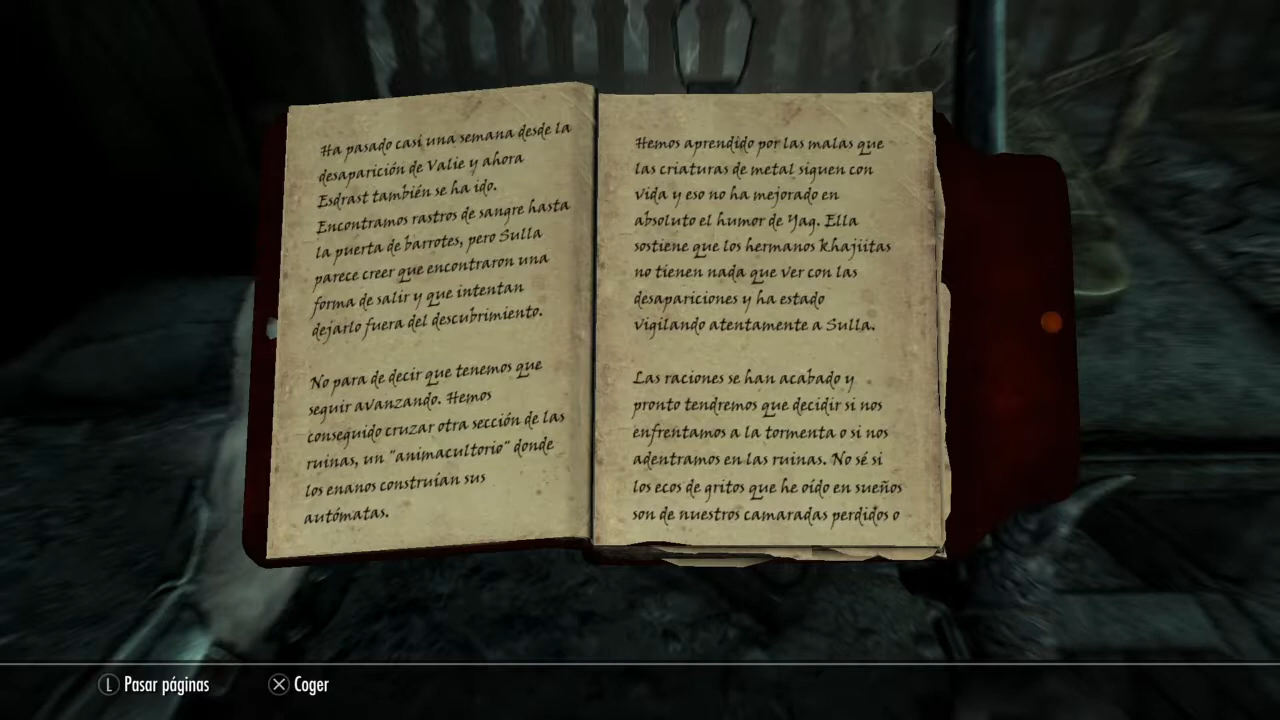 Ha pasado casi una semana desde la
desaparición de Valie y ahora
Esdrast también se ha ido.
Encontramos rastros de sangre hasta
la puerta de barrotes, pero Sulla
parece creer que encontraron una
forma de salir y que intentan
dejarlo fuera del descubrimiento.
No para de decir que tenemos que
seguir avanzando. Hemos
conseguido cruzar otra sección de las
ruinas, un "animacultorio" donde
los enanos construían sus
autómatas.
Hemos aprendido por las malas que
las criaturas de metal siguen con
vida y eso no ha mejorado en
absoluto el humor de Yag. Ella
sostiene que los hermanos khajiitas
no tienen nada que ver con las
desapariciones y ha estado
vigilando atentamente a Sulla.
Las raciones se han acabado y
pronto tendremos que decidir si nos
enfrentamos a la tormenta o si nos
adentramos en las ruinas. No sé si
los ecos de gritos que he oído en sueños
son de nuestros camaradas perdidos o
L Pasar páginas
X Coger